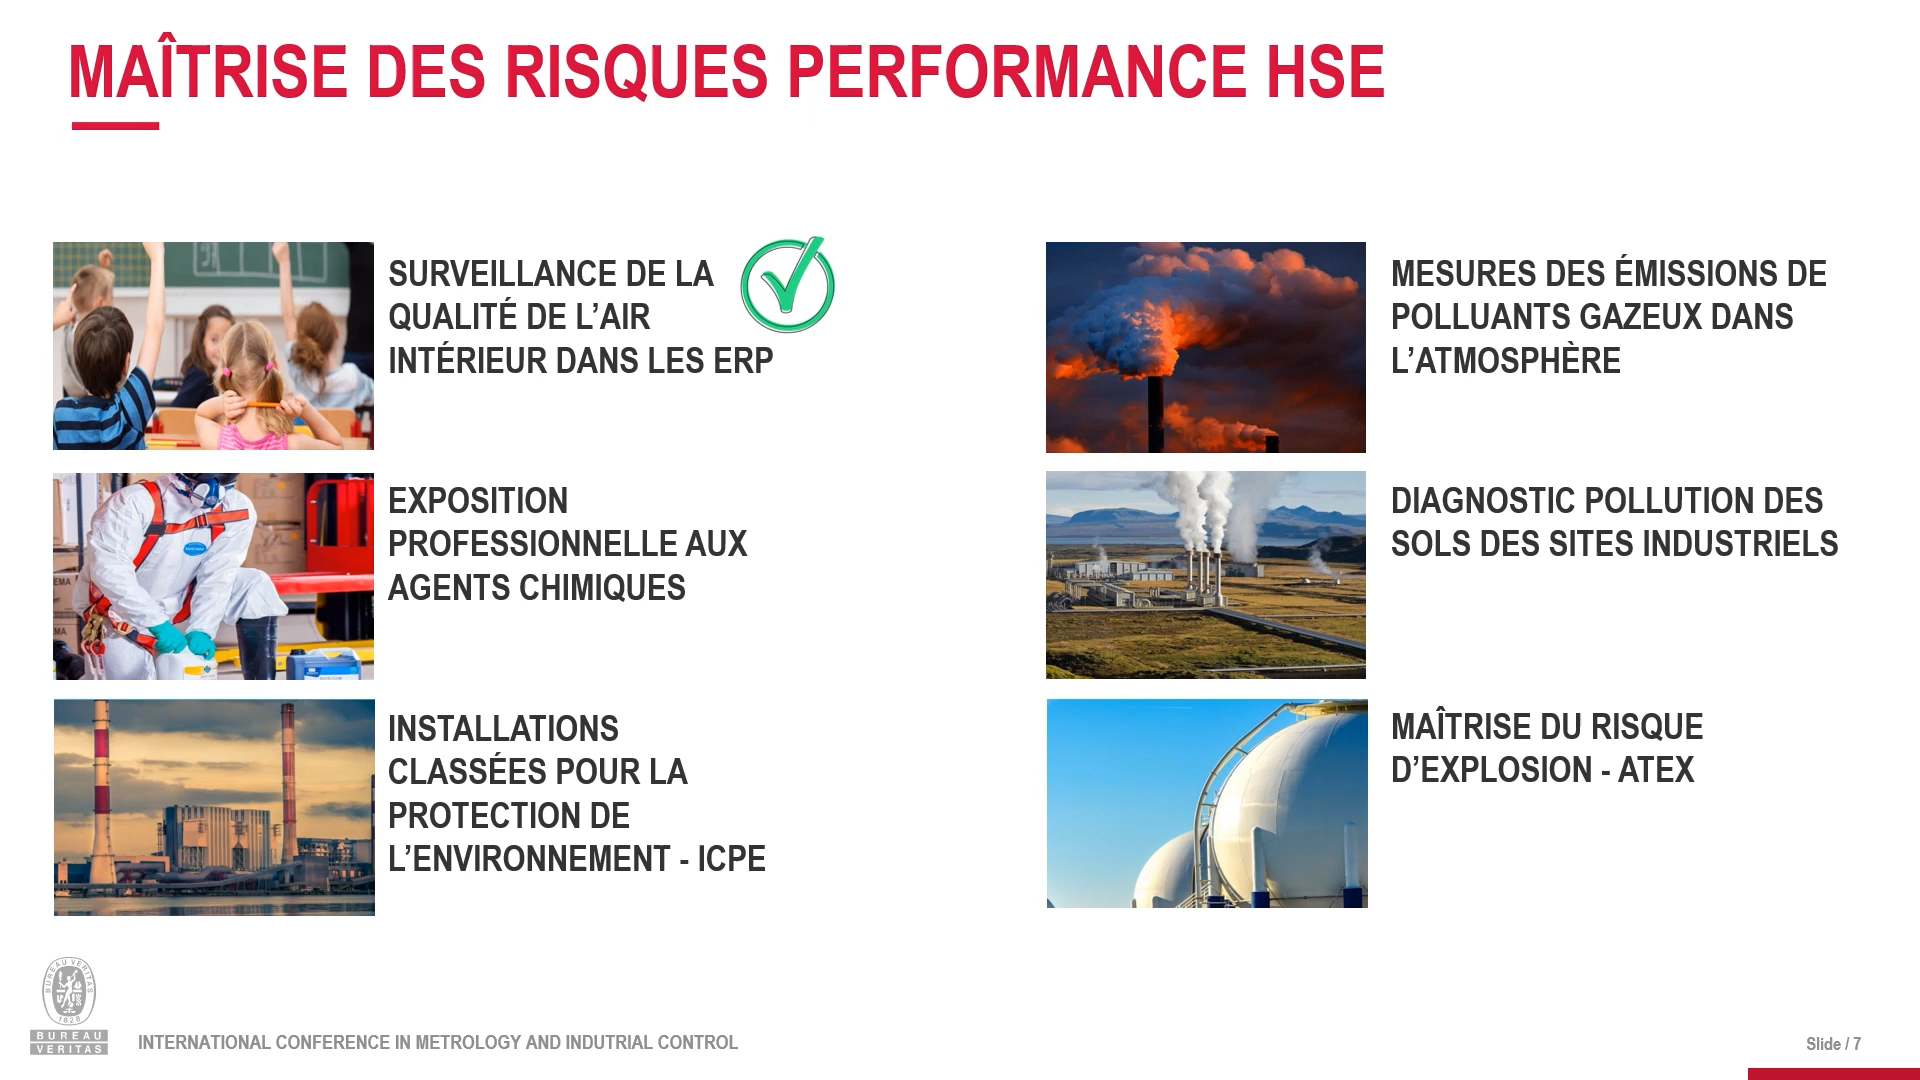 MAÎTRISE DES RISQUES PERFORMANCE HSE
SURVEILLANCE DE LA
QUALITÉ DE L’AIR
INTÉRIEUR DANS LES ERP
EXPOSITION
PROFESSIONNELLE AUX
AGENTS CHIMIQUES
INSTALLATIONS
CLASSÉES POUR LA
PROTECTION DE
L’ENVIRONNEMENT - ICPE
MESURES DES ÉMISSIONS DE
POLLUANTS GAZEUX DANS
L’ATMOSPHÈRE
DIAGNOSTIC POLLUTION DES
SOLS DES SITES INDUSTRIELS
MAÎTRISE DU RISQUE
D’EXPLOSION - ATEX
BUREAU VERITAS
1828
BUREAU
VERITAS
INTERNATIONAL CONFERENCE IN METROLOGY AND INDUTRIAL CONTROL
Slide / 7